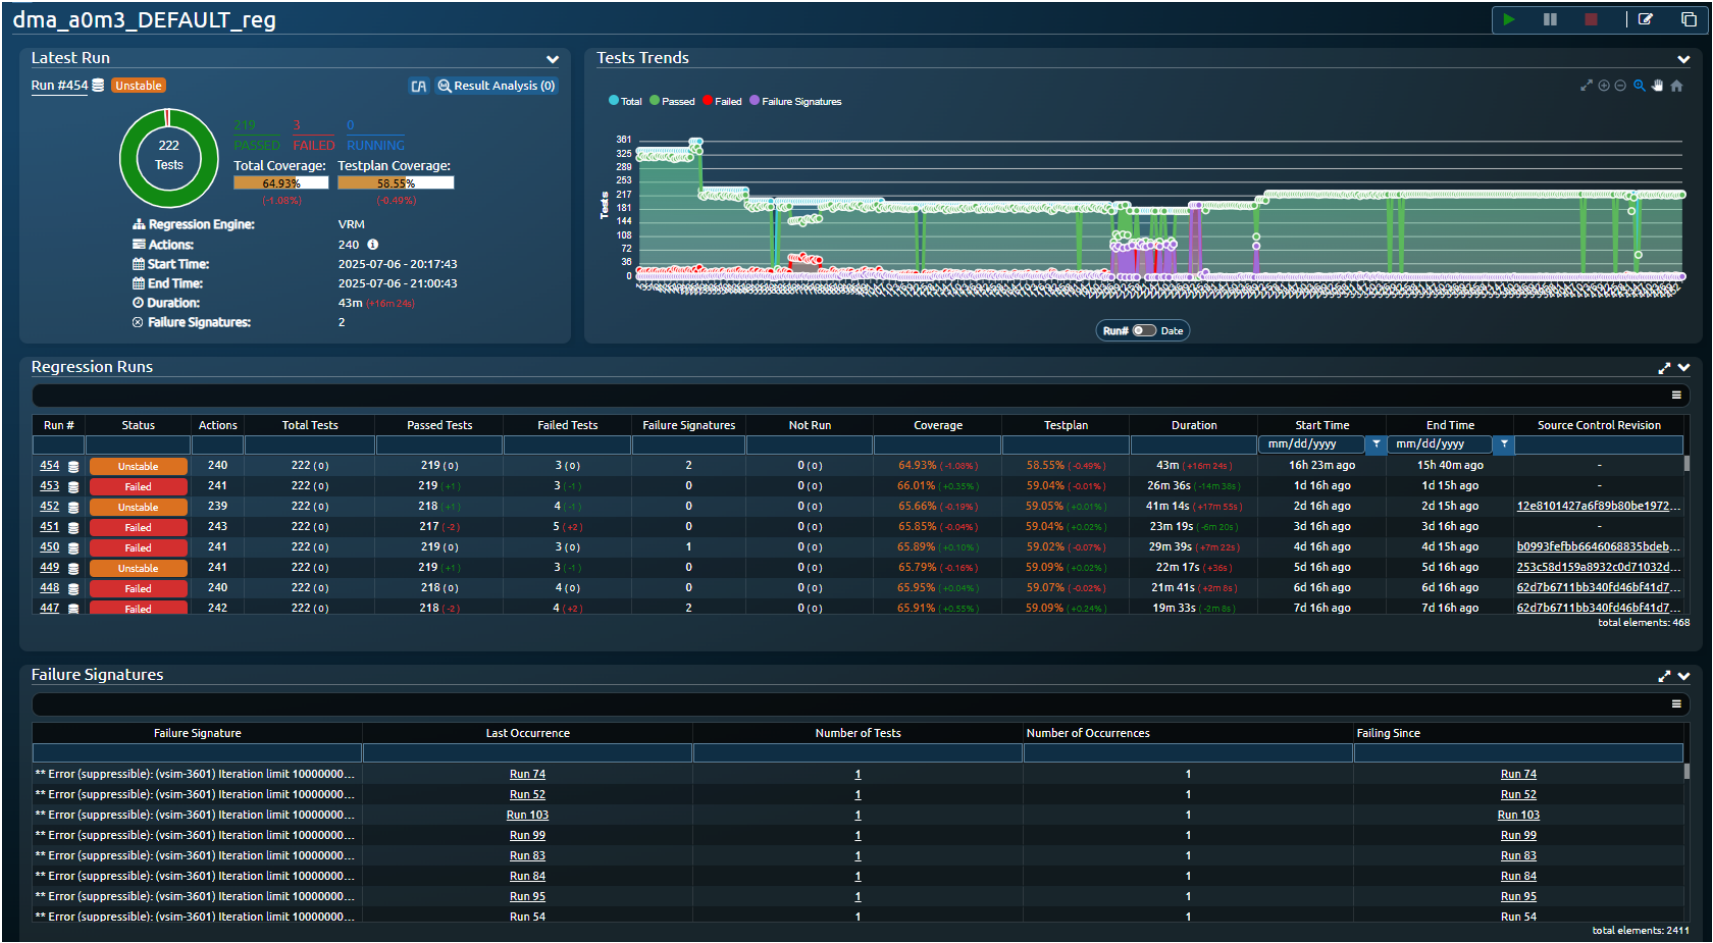 dma_a0m3_DEFAULT_reg
Latest Run
Run #454 Unstable Result Analysis (0)
222 Tests
219 PASSED
3 FAILED
0 RUNNING
Total Coverage: 64.93% (-1.08%)
Testplan Coverage: 58.55% (-0.49%)
Regression Engine: VRM
Actions: 240
Start Time: 2025-07-06 - 20:17:43
End Time: 2025-07-06 - 21:00:43
Duration: 43m (+16m 24s)
Failure Signatures: 2
Tests Trends
Total Passed Failed Failure Signatures
Tests
361
325
289
253
217
181
144
108
72
36
0
Run# Date
Regression Runs
Run # Status Actions Total Tests Passed Tests Failed Tests Failure Signatures Not Run Coverage Testplan Duration Start Time End Time Source Control Revision
mm/dd/yyyy mm/dd/yyyy
454 Unstable 240 222 (0) 219 (0) 3 (0) 2 0 (0) 64.93% (-1.08%) 58.55% (-0.49%) 43m (+16m 24s) 16h 23m ago 15h 40m ago -
453 Failed 241 222 (0) 219 (+1) 3 (-1) 0 0 (0) 66.01% (+0.35%) 59.04% (-0.01%) 26m 36s (-14m 38s) 1d 16h ago 1d 15h ago -
452 Unstable 239 222 (0) 218 (+1) 4 (-1) 0 0 (0) 65.66% (-0.19%) 59.05% (+0.01%) 41m 14s (+17m 55s) 2d 16h ago 2d 15h ago 12e8101427a6f89b80be1972...
451 Failed 243 222 (0) 217 (-2) 5 (+2) 0 0 (0) 65.85% (-0.04%) 59.04% (+0.02%) 23m 19s (-6m 20s) 3d 16h ago 3d 16h ago -
450 Failed 241 222 (0) 219 (0) 3 (0) 1 0 (0) 65.89% (+0.10%) 59.02% (-0.07%) 29m 39s (+7m 22s) 4d 16h ago 4d 15h ago b0993fefbb6646068835bdeb...
449 Unstable 241 222 (0) 219 (+1) 3 (-1) 0 0 (0) 65.79% (-0.16%) 59.09% (+0.02%) 22m 17s (+36s) 5d 16h ago 5d 16h ago 253c58d159a8932c0d71032d...
448 Failed 240 222 (0) 218 (0) 4 (0) 0 0 (0) 65.95% (+0.04%) 59.07% (-0.02%) 21m 41s (+2m 8s) 6d 16h ago 6d 16h ago 62d7b6711bb340fd46bf41d7...
447 Failed 242 222 (0) 218 (-2) 4 (+2) 2 0 (0) 65.91% (+0.55%) 59.09% (+0.24%) 19m 33s (-2m 8s) 7d 16h ago 7d 16h ago 62d7b6711bb340fd46bf41d7...
total elements: 468
Failure Signatures
Failure Signature Last Occurrence Number of Tests Number of Occurrences Failing Since
** Error (suppressible): (vsim-3601) Iteration limit 10000000... Run 74 1 1 Run 74
** Error (suppressible): (vsim-3601) Iteration limit 10000000... Run 52 1 1 Run 52
** Error (suppressible): (vsim-3601) Iteration limit 10000000... Run 103 1 1 Run 103
** Error (suppressible): (vsim-3601) Iteration limit 10000000... Run 99 1 1 Run 99
** Error (suppressible): (vsim-3601) Iteration limit 10000000... Run 83 1 1 Run 83
** Error (suppressible): (vsim-3601) Iteration limit 10000000... Run 84 1 1 Run 84
** Error (suppressible): (vsim-3601) Iteration limit 10000000... Run 95 1 1 Run 95
** Error (suppressible): (vsim-3601) Iteration limit 10000000... Run 54 1 1 Run 54
total elements: 2411